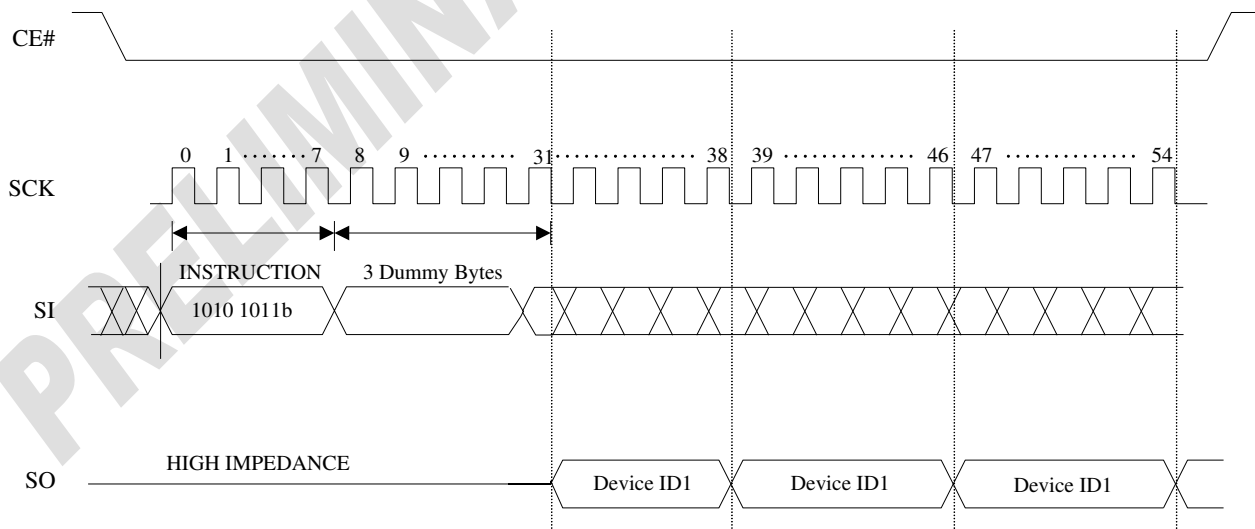 CE#
0 1 ........ 7 8 9 .......... 31 .................. 38 39 ............... 46 47 ............... 54
SCK
INSTRUCTION 3 Dummy Bytes
SI 1010 1011b
HIGH IMPEDANCE
SO Device ID1 Device ID1 Device ID1
PRELIMINA